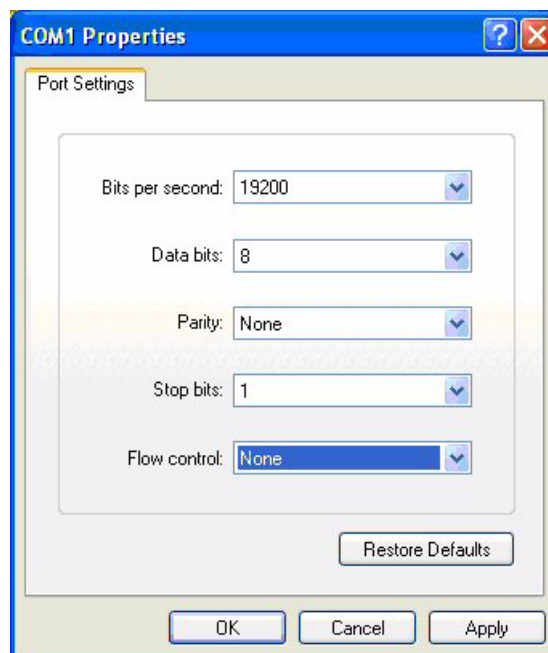 COM1 Properties
Port Settings
Bits per second: 19200
Data bits: 8
Parity: None
Stop bits: 1
Flow control: None
Restore Defaults
OK Cancel Apply